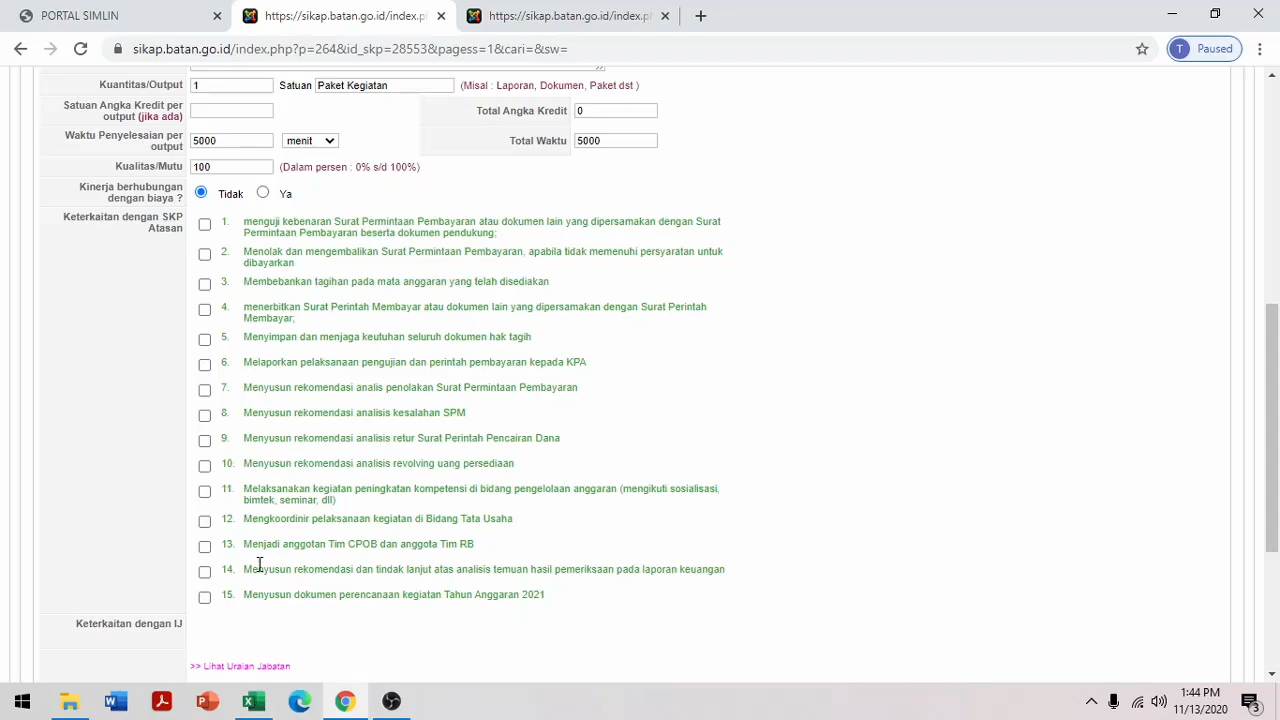 PORTAL SIMLIN
https://sikap.batan.go.id/index.ph
https://sikap.batan.go.id/index.ph
sikap.batan.go.id/index.php?p=264&id_skp=28553&pagess=1&cari=&sw=
T Paused
Kuantitas/Output 1 Satuan Paket Kegiatan (Misal : Laporan, Dokumen, Paket dst )
Satuan Angka Kredit per
output (jika ada)
Total Angka Kredit 0
Waktu Penyelesaian per
output
5000 menit Total Waktu 5000
Kualitas/Mutu 100 (Dalam persen : 0% s/d 100%)
Kinerja berhubungan
dengan biaya ?
Tidak Ya
Keterkaitan dengan SKP
Atasan
1. menguji kebenaran Surat Permintaan Pembayaran atau dokumen lain yang dipersamakan dengan Surat
Permintaan Pembayaran beserta dokumen pendukung;
2. Menolak dan mengembalikan Surat Permintaan Pembayaran, apabila tidak memenuhi persyaratan untuk
dibayarkan
3. Membebankan tagihan pada mata anggaran yang telah disediakan
4. menerbitkan Surat Perintah Membayar atau dokumen lain yang dipersamakan dengan Surat Perintah
Membayar;
5. Menyimpan dan menjaga keutuhan seluruh dokumen hak tagih
6. Melaporkan pelaksanaan pengujian dan perintah pembayaran kepada KPA
7. Menyusun rekomendasi analis penolakan Surat Permintaan Pembayaran
8. Menyusun rekomendasi analisis kesalahan SPM
9. Menyusun rekomendasi analisis retur Surat Perintah Pencairan Dana
10. Menyusun rekomendasi analisis revolving uang persediaan
11. Melaksanakan kegiatan peningkatan kompetensi di bidang pengelolaan anggaran (mengikuti sosialisasi,
bimtek, seminar, dll)
12. Mengkoordinir pelaksanaan kegiatan di Bidang Tata Usaha
13. Menjadi anggotan Tim CPOB dan anggota Tim RB
14. Menyusun rekomendasi dan tindak lanjut atas analisis temuan hasil pemeriksaan pada laporan keuangan
15. Menyusun dokumen perencanaan kegiatan Tahun Anggaran 2021
Keterkaitan dengan IJ
>> Lihat Uraian Jabatan
1:44 PM
11/13/2020
3